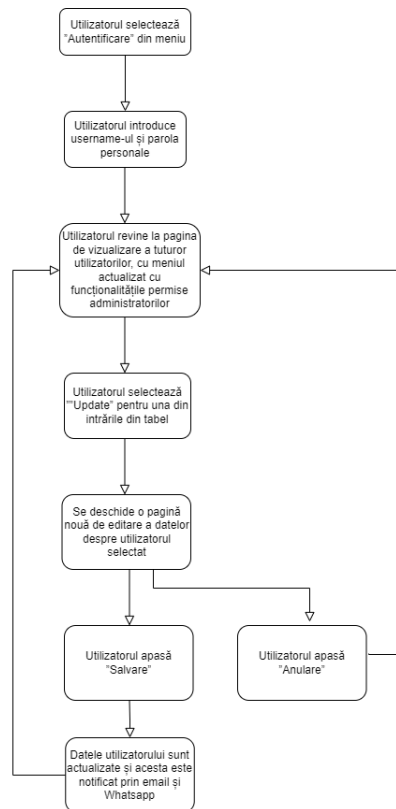 Utilizatorul selectează
"Autentificare" din meniu
Utilizatorul introduce
username-ul și parola
personale
Utilizatorul revine la pagina
de vizualizare a tuturor
utilizatorilor, cu meniul
actualizat cu
funcționalitățile permise
administratorilor
Utilizatorul selectează
""Update" pentru una din
intrările din tabel
Se deschide o pagină
nouă de editare a datelor
despre utilizatorul
selectat
Utilizatorul apasă
"Salvare"
Utilizatorul apasă
"Anulare"
Datele utilizatorului sunt
actualizate și acesta este
notificat prin email și
Whatsapp